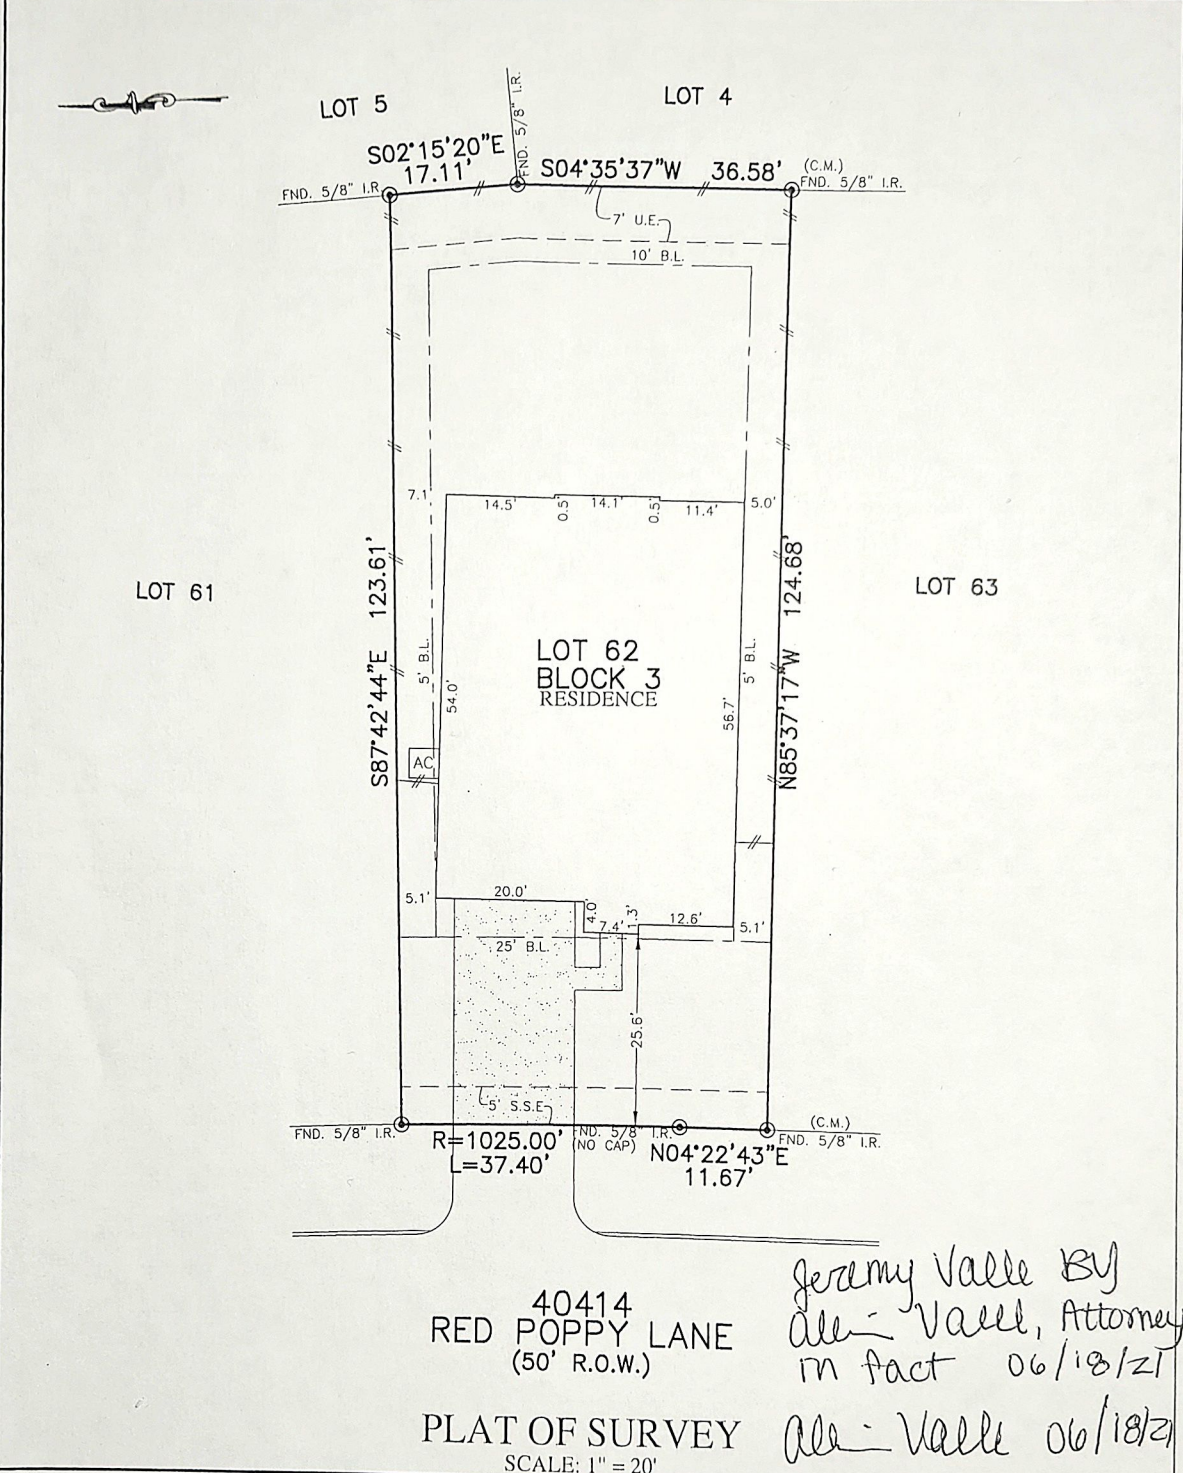 LOT 5
LOT 4
FND. 5/8" I.R.
S02°15'20"E
17.11'
S04°35'37"W 36.58'
(C.M.)
FND. 5/8" I.R.
FND. 5/8" I.R.
7' U.E.
10' B.L.
7.1'
14.5'
0.5'
14.1'
0.5'
11.4'
5.0'
LOT 61
S87°42'44"E 123.61'
5' B.L.
54.0'
LOT 62
BLOCK 3
RESIDENCE
56.7'
5' B.L.
N85°37'17"W 124.68'
LOT 63
AC
5.1'
20.0'
4.0'
7.4'
1.3'
12.6'
5.1'
25' B.L.
25.6'
5' S.S.E
FND. 5/8" I.R.
R=1025.00'
L=37.40'
FND. 5/8" I.R.
(NO CAP)
N04°22'43"E
11.67'
(C.M.)
FND. 5/8" I.R.
40414
RED POPPY LANE
(50' R.O.W.)
Jeremy Valle By
Valle, Attorney
in fact 06/18/21
PLAT OF SURVEY
Valle 06/18/21
SCALE: 1" = 20'